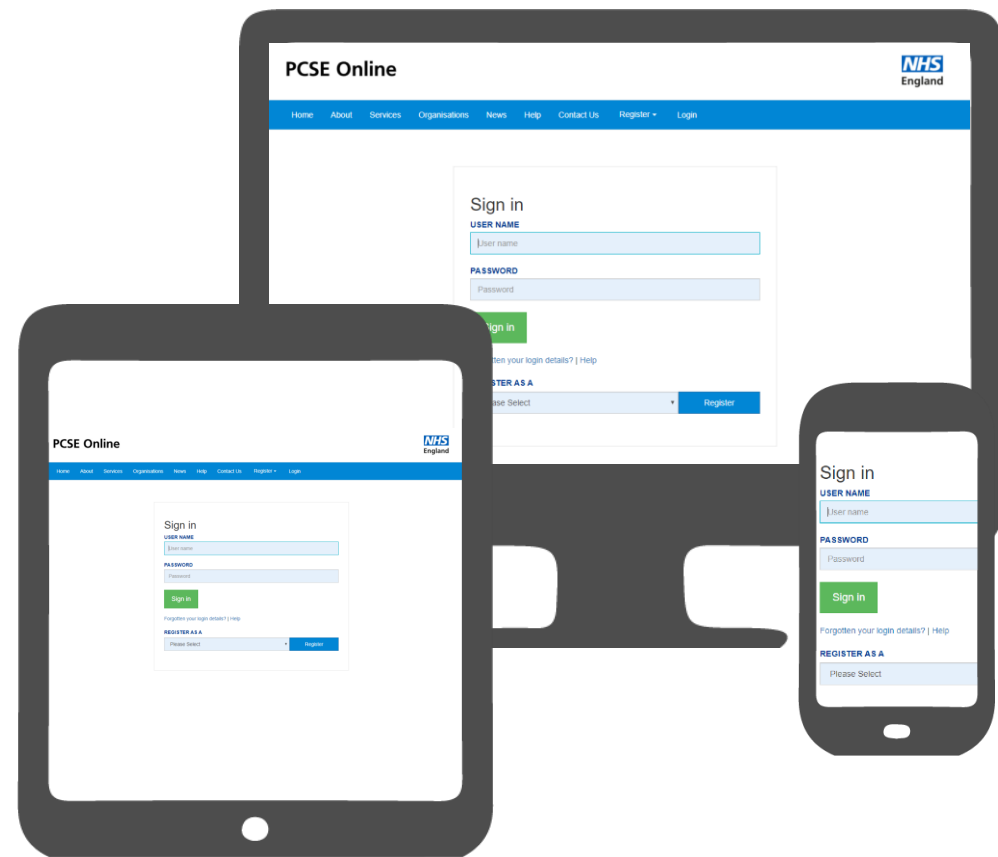 PCSE Online
NHS
England
Home About Services Organisations News Help Contact Us Register Login
Sign in
USER NAME
User name
PASSWORD
Password
ign in
ten your login details? | Help
STER AS A
ase Select Register
PCSE Online
NHS
England
Home About Services Organisations News Help Contact Us Register Login
Sign in
USER NAME
User name
PASSWORD
Password
Sign in
Forgotten your login details? | Help
REGISTER AS A
Please Select Register
Sign in
USER NAME
User name
PASSWORD
Password
Sign in
Forgotten your login details? | Help
REGISTER AS A
Please Select